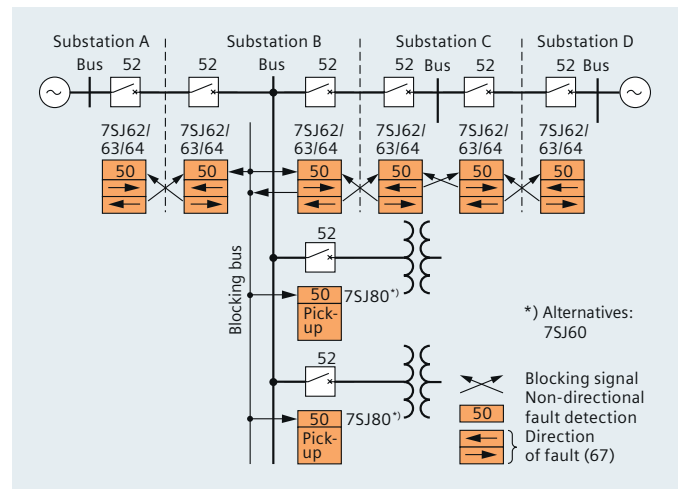 Substation A Substation B Substation C Substation D
Bus 52 52 Bus 52 52 Bus 52 52 Bus
7SJ62/ 7SJ62/ 7SJ62/ 7SJ62/ 7SJ62/ 7SJ62/
63/64 63/64 63/64 63/64 63/64 63/64
50 50 50 50 50 50
Blocking bus
52
50 7SJ80*)
Pick-
up
52
50 7SJ80*)
Pick-
up
*) Alternatives:
7SJ60
Blocking signal
Non-directional
50 fault detection
Direction
of fault (67)